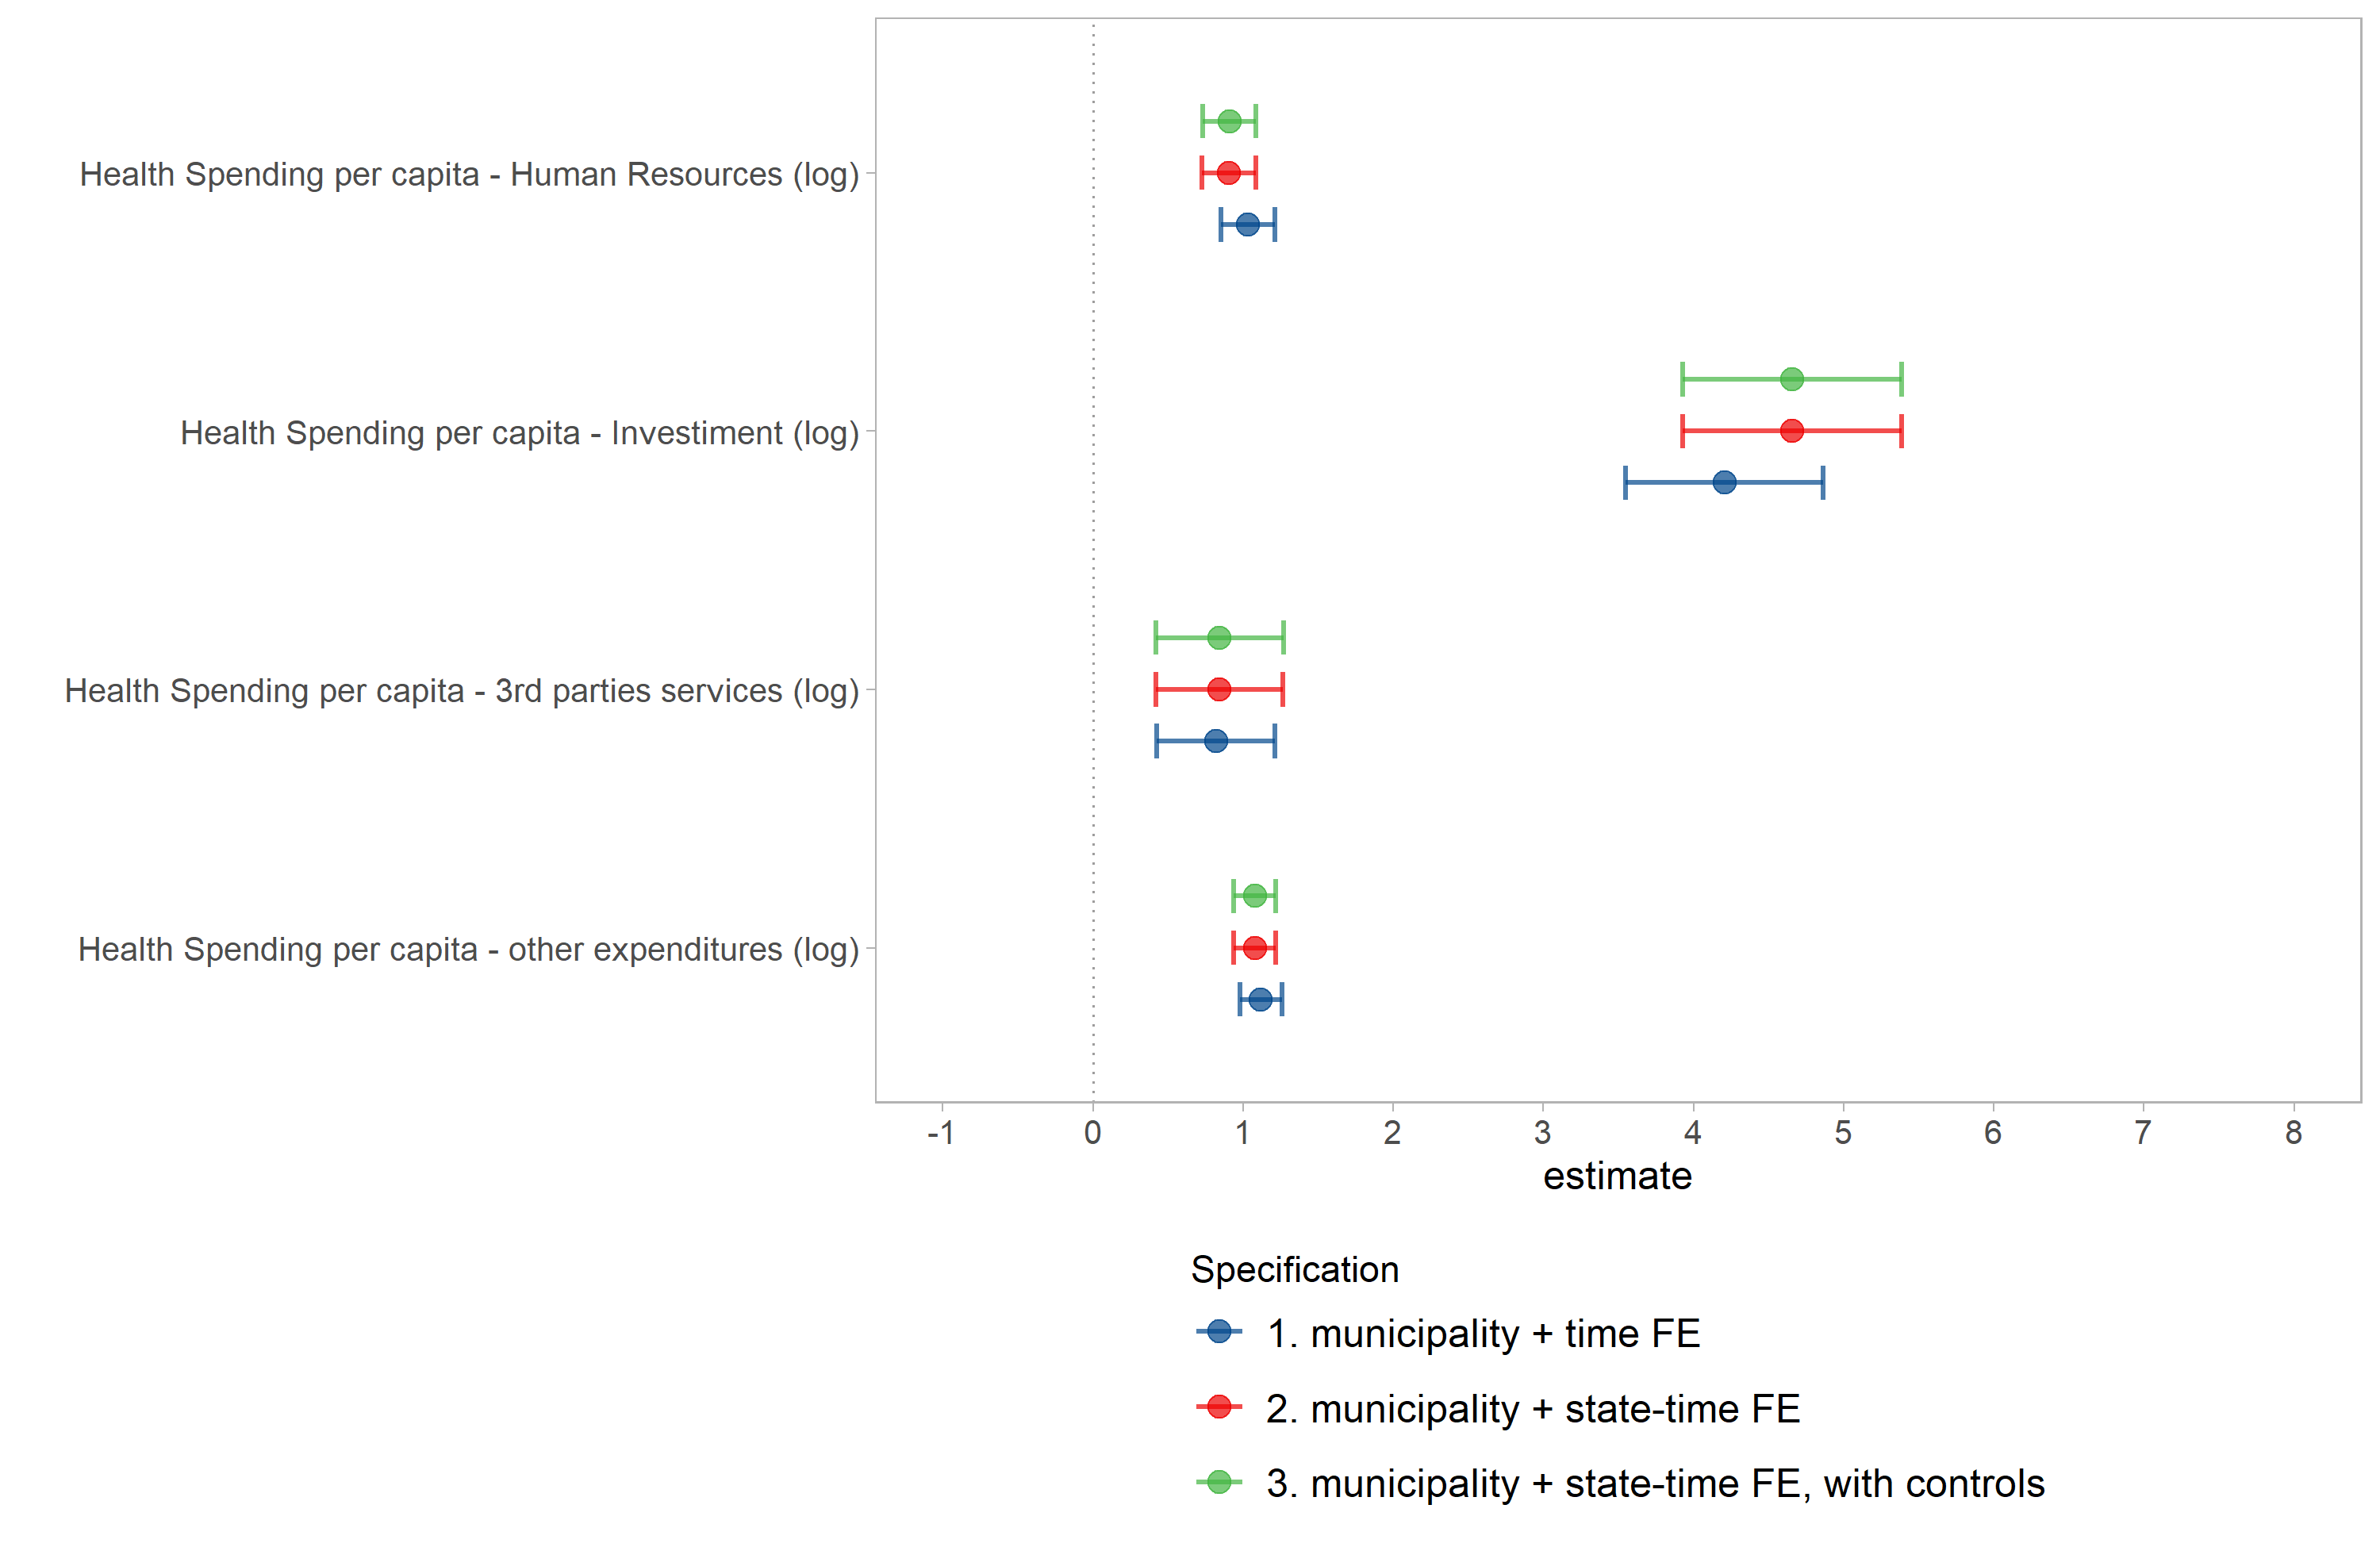 Health Spending per capita - Human Resources (log)
Health Spending per capita - Investiment (log)
Health Spending per capita - 3rd parties services (log)
Health Spending per capita - other expenditures (log)
-1 0 1 2 3 4 5 6 7 8
estimate
Specification
1. municipality + time FE
2. municipality + state-time FE
3. municipality + state-time FE, with controls